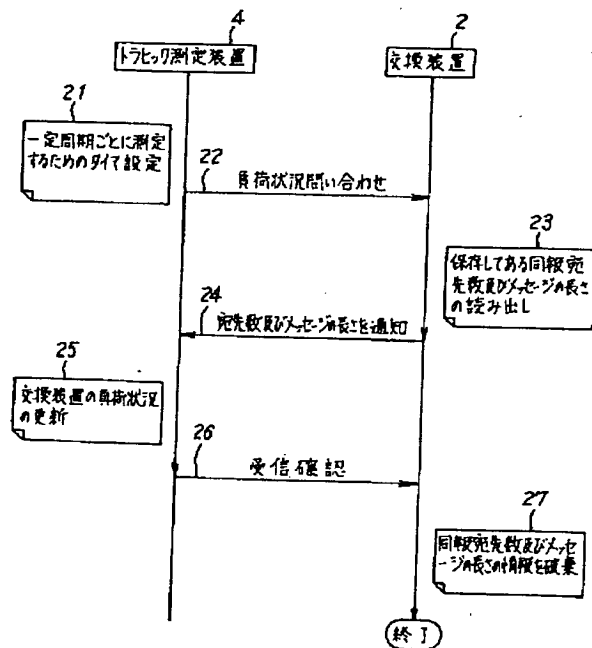 4
2
トラヒック測定装置
交換装置
21
一定周期ごとに測定
するためのタイマ設定
22
負荷状況問い合わせ
23
保存してある同報宛
先数及びメッセージの長さ
の読み出し
24
宛先数及びメッセージの長さを通知
25
交換装置の負荷状況
の更新
26
受信確認
27
同報宛先数及びメッセ
ージの長さの情報を破棄
終了